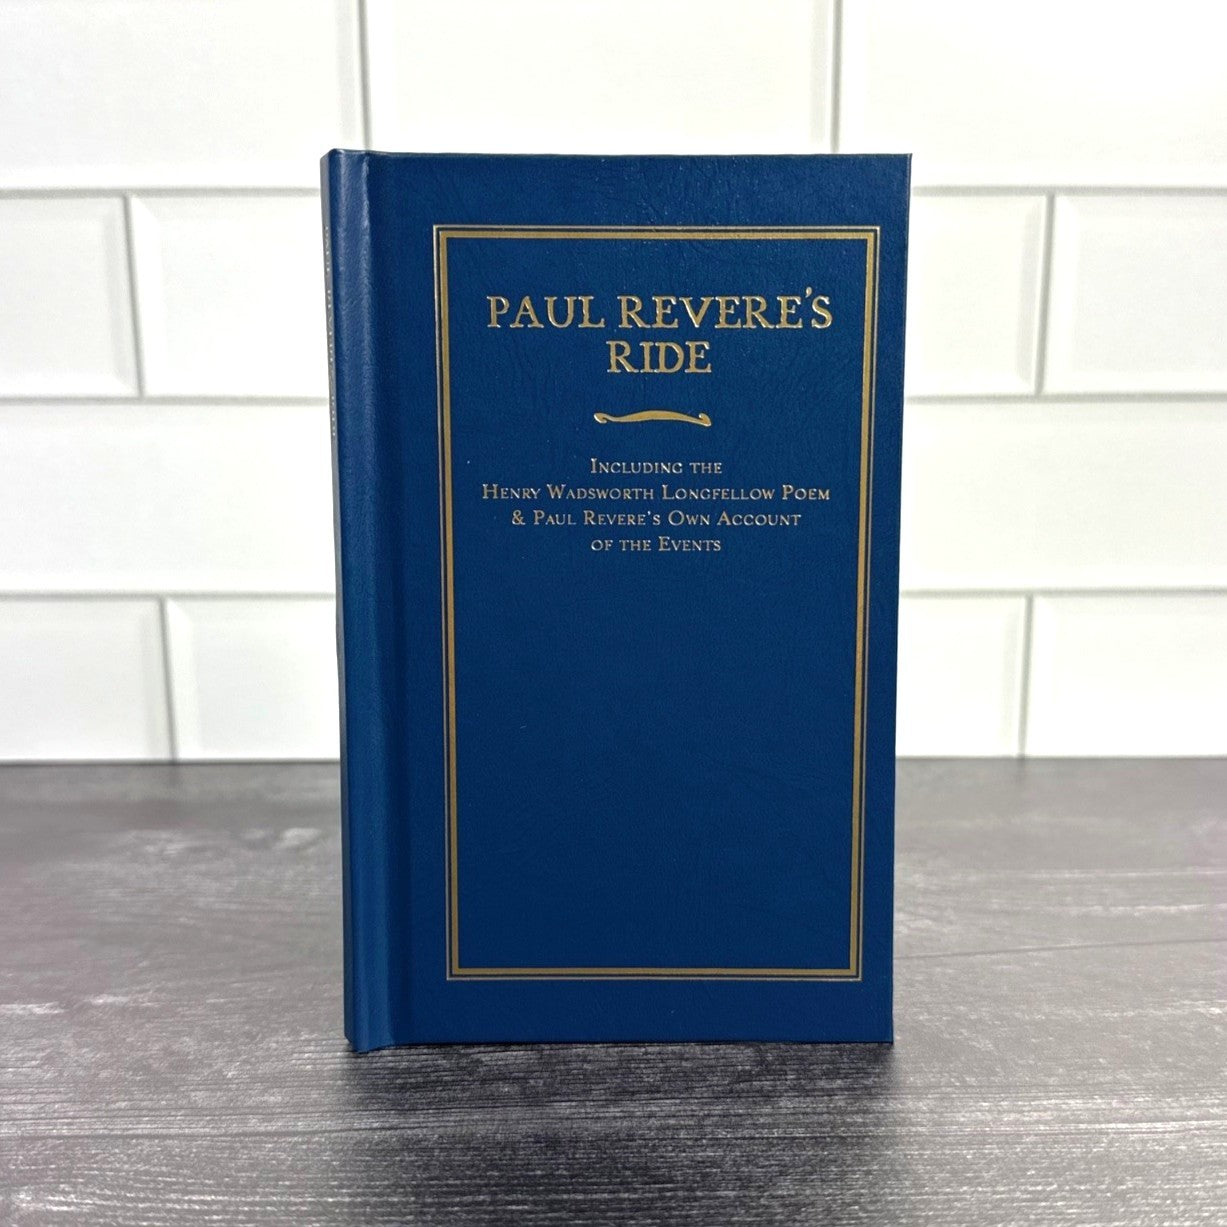 PAUL REVERE'S
RIDE
INCLUDING THE
HENRY WADSWORTH LONGFELLOW POEM
& PAUL REVERE'S OWN ACCOUNT
OF THE EVENTS